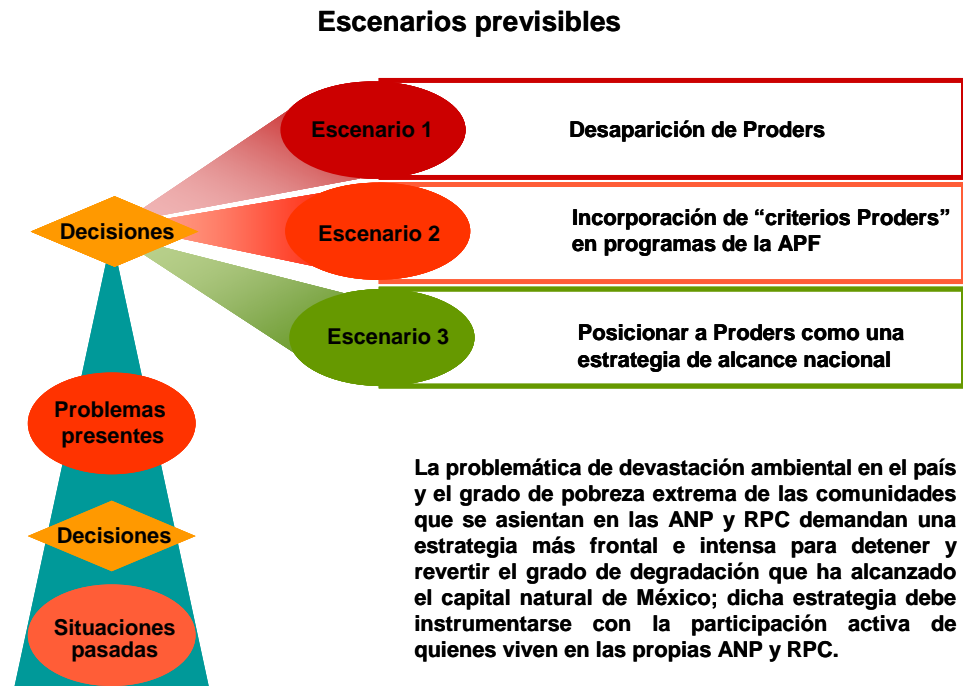 Escenarios previsibles
Escenario 1
Desaparición de Proders
Decisiones
Escenario 2
Incorporación de “criterios Proders”
en programas de la APF
Escenario 3
Posicionar a Proders como una
estrategia de alcance nacional
Problemas
presentes
Decisiones
Situaciones
pasadas
La problemática de devastación ambiental en el país
y el grado de pobreza extrema de las comunidades
que se asientan en las ANP y RPC demandan una
estrategia más frontal e intensa para detener y
revertir el grado de degradación que ha alcanzado
el capital natural de México; dicha estrategia debe
instrumentarse con la participación activa de
quienes viven en las propias ANP y RPC.